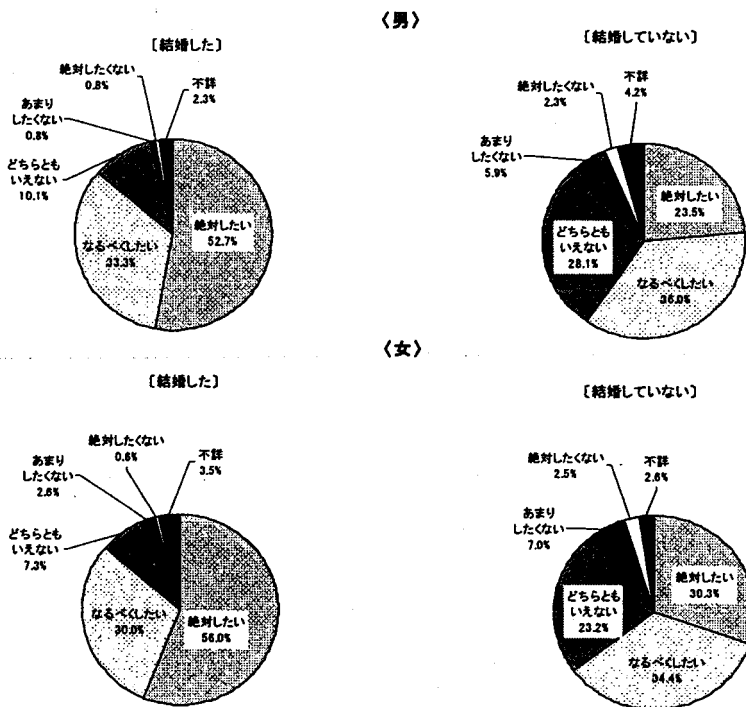 〈男〉
〔結婚した〕
絶対したくない
0.8%
不詳
2.3%
あまり
したくない
0.8%
どちらとも
いえない
10.1%
なるべくしたい
33.3%
絶対したい
52.7%
〔結婚していない〕
絶対したくない
2.3%
不詳
4.2%
あまり
したくない
5.9%
どちらとも
いえない
28.1%
絶対したい
23.5%
なるべくしたい
36.0%
〈女〉
〔結婚した〕
絶対したくない
0.6%
不詳
3.5%
あまり
したくない
2.6%
どちらとも
いえない
7.3%
なるべくしたい
30.0%
絶対したい
56.0%
〔結婚していない〕
絶対したくない
2.5%
不詳
2.6%
あまり
したくない
7.0%
どちらとも
いえない
23.2%
絶対したい
30.3%
なるべくしたい
34.4%